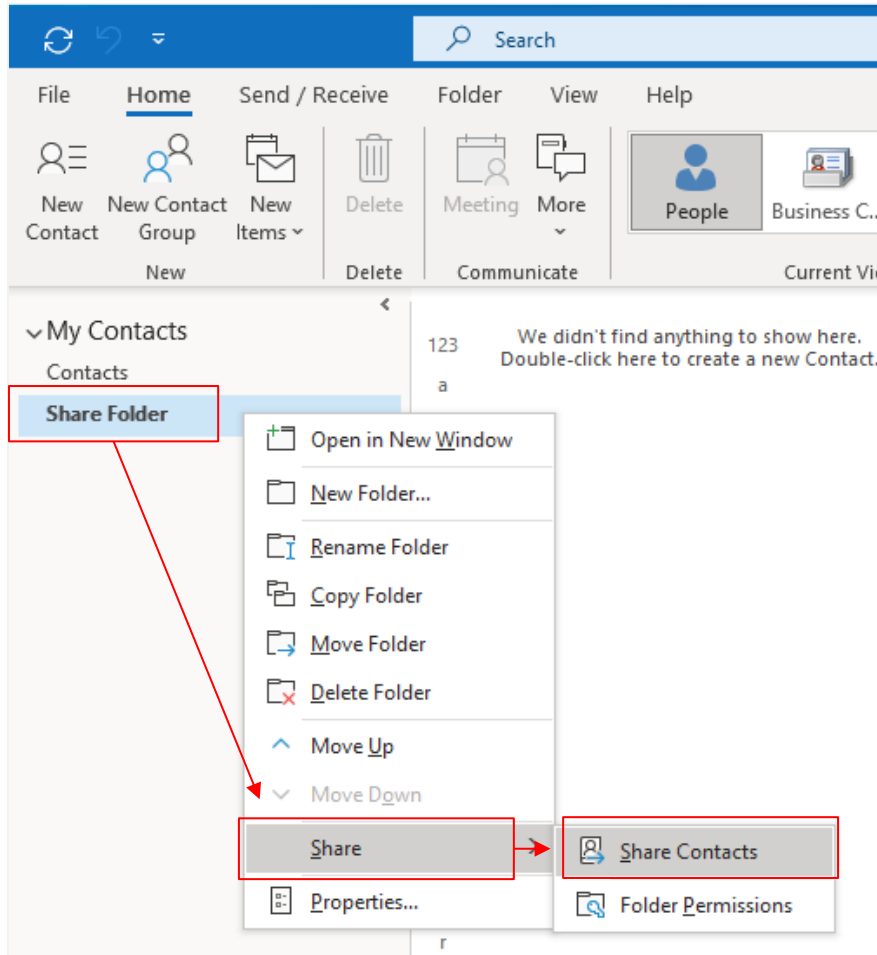 Search
File Home Send / Receive Folder View Help
New Contact
New Contact Group
New Items
Delete
Meeting
More
People
Business C...
New
Delete
Communicate
Current Vi
My Contacts
Contacts
Share Folder
123
a
r
We didn't find anything to show here.
Double-click here to create a new Contact.
Open in New Window
New Folder...
Rename Folder
Copy Folder
Move Folder
Delete Folder
Move Up
Move Down
Share
Properties...
Share Contacts
Folder Permissions